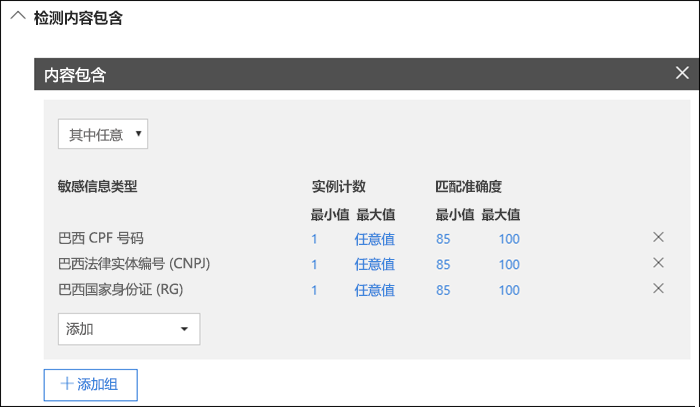 检测内容包含
内容包含
其中任意
敏感信息类型 实例计数 匹配准确度
最小值 最大值 最小值 最大值
巴西 CPF 号码 1 任意值 85 100
巴西法律实体编号 (CNPJ) 1 任意值 85 100
巴西国家身份证 (RG) 1 任意值 85 100
添加
添加组